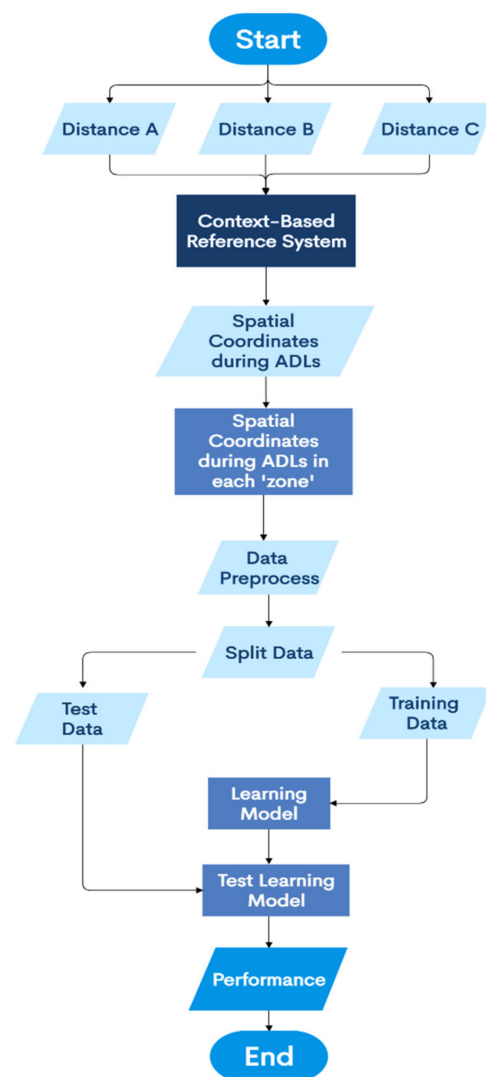 Start
Distance A
Distance B
Distance C
Context-Based
Reference System
Spatial
Coordinates
during ADLs
Spatial
Coordinates
during ADLs in
each 'zone'
Data
Preprocess
Split Data
Test
Data
Training
Data
Learning
Model
Test Learning
Model
Performance
End